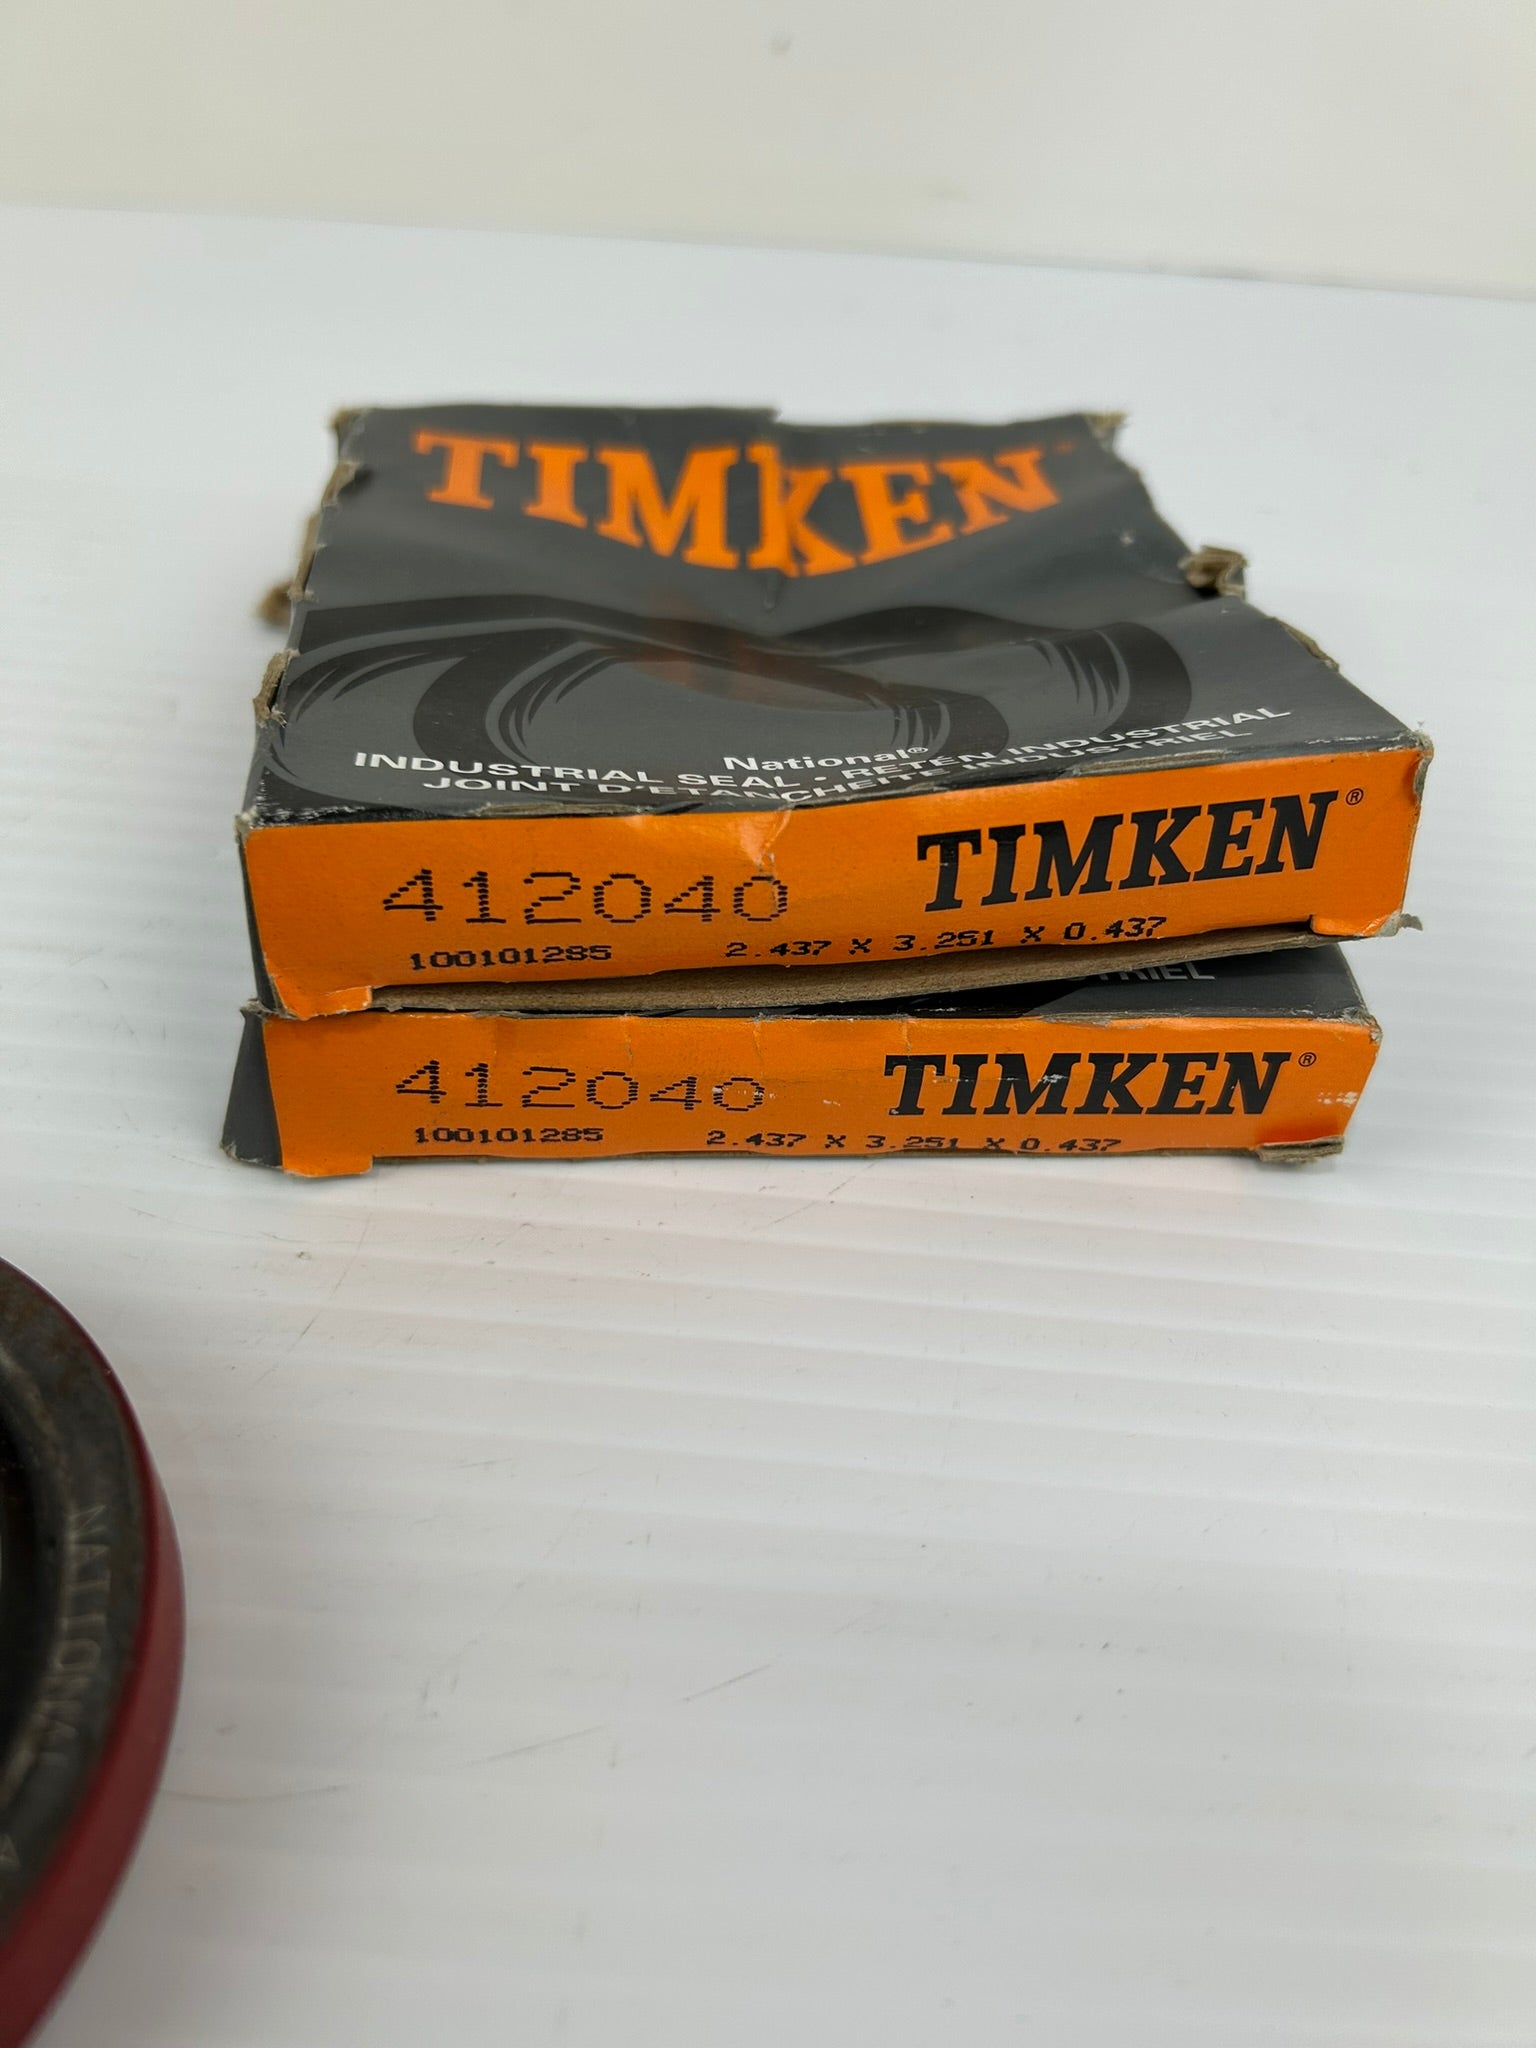 TIMKEN
National®
INDUSTRIAL SEAL · RETÉN INDUSTRIAL
JOINT D'ETANCHEITE INDUSTRIEL
412040
TIMKEN®
100101285
2.437 X 3.251 X 0.437
412040
TIMKEN®
100101285
2.437 X 3.251 X 0.437
NATIONAL